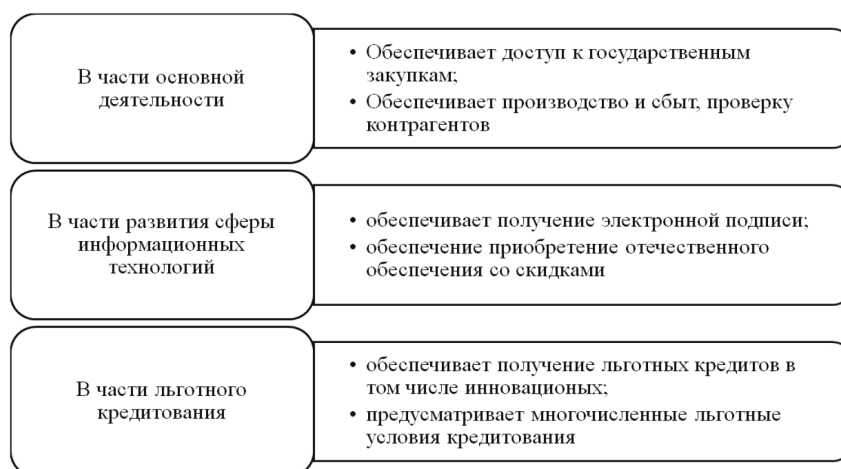 В части основной
деятельности
• Обеспечивает доступ к государственным
закупкам;
• Обеспечивает производство и сбыт, проверку
контрагентов
В части развития сферы
информационных
технологий
• обеспечивает получение электронной подписи;
• обеспечение приобретение отечественного
обеспечения со скидками
В части льготного
кредитования
• обеспечивает получение льготных кредитов в
том числе инновационых;
• предусматривает многочисленные льготные
условия кредитования